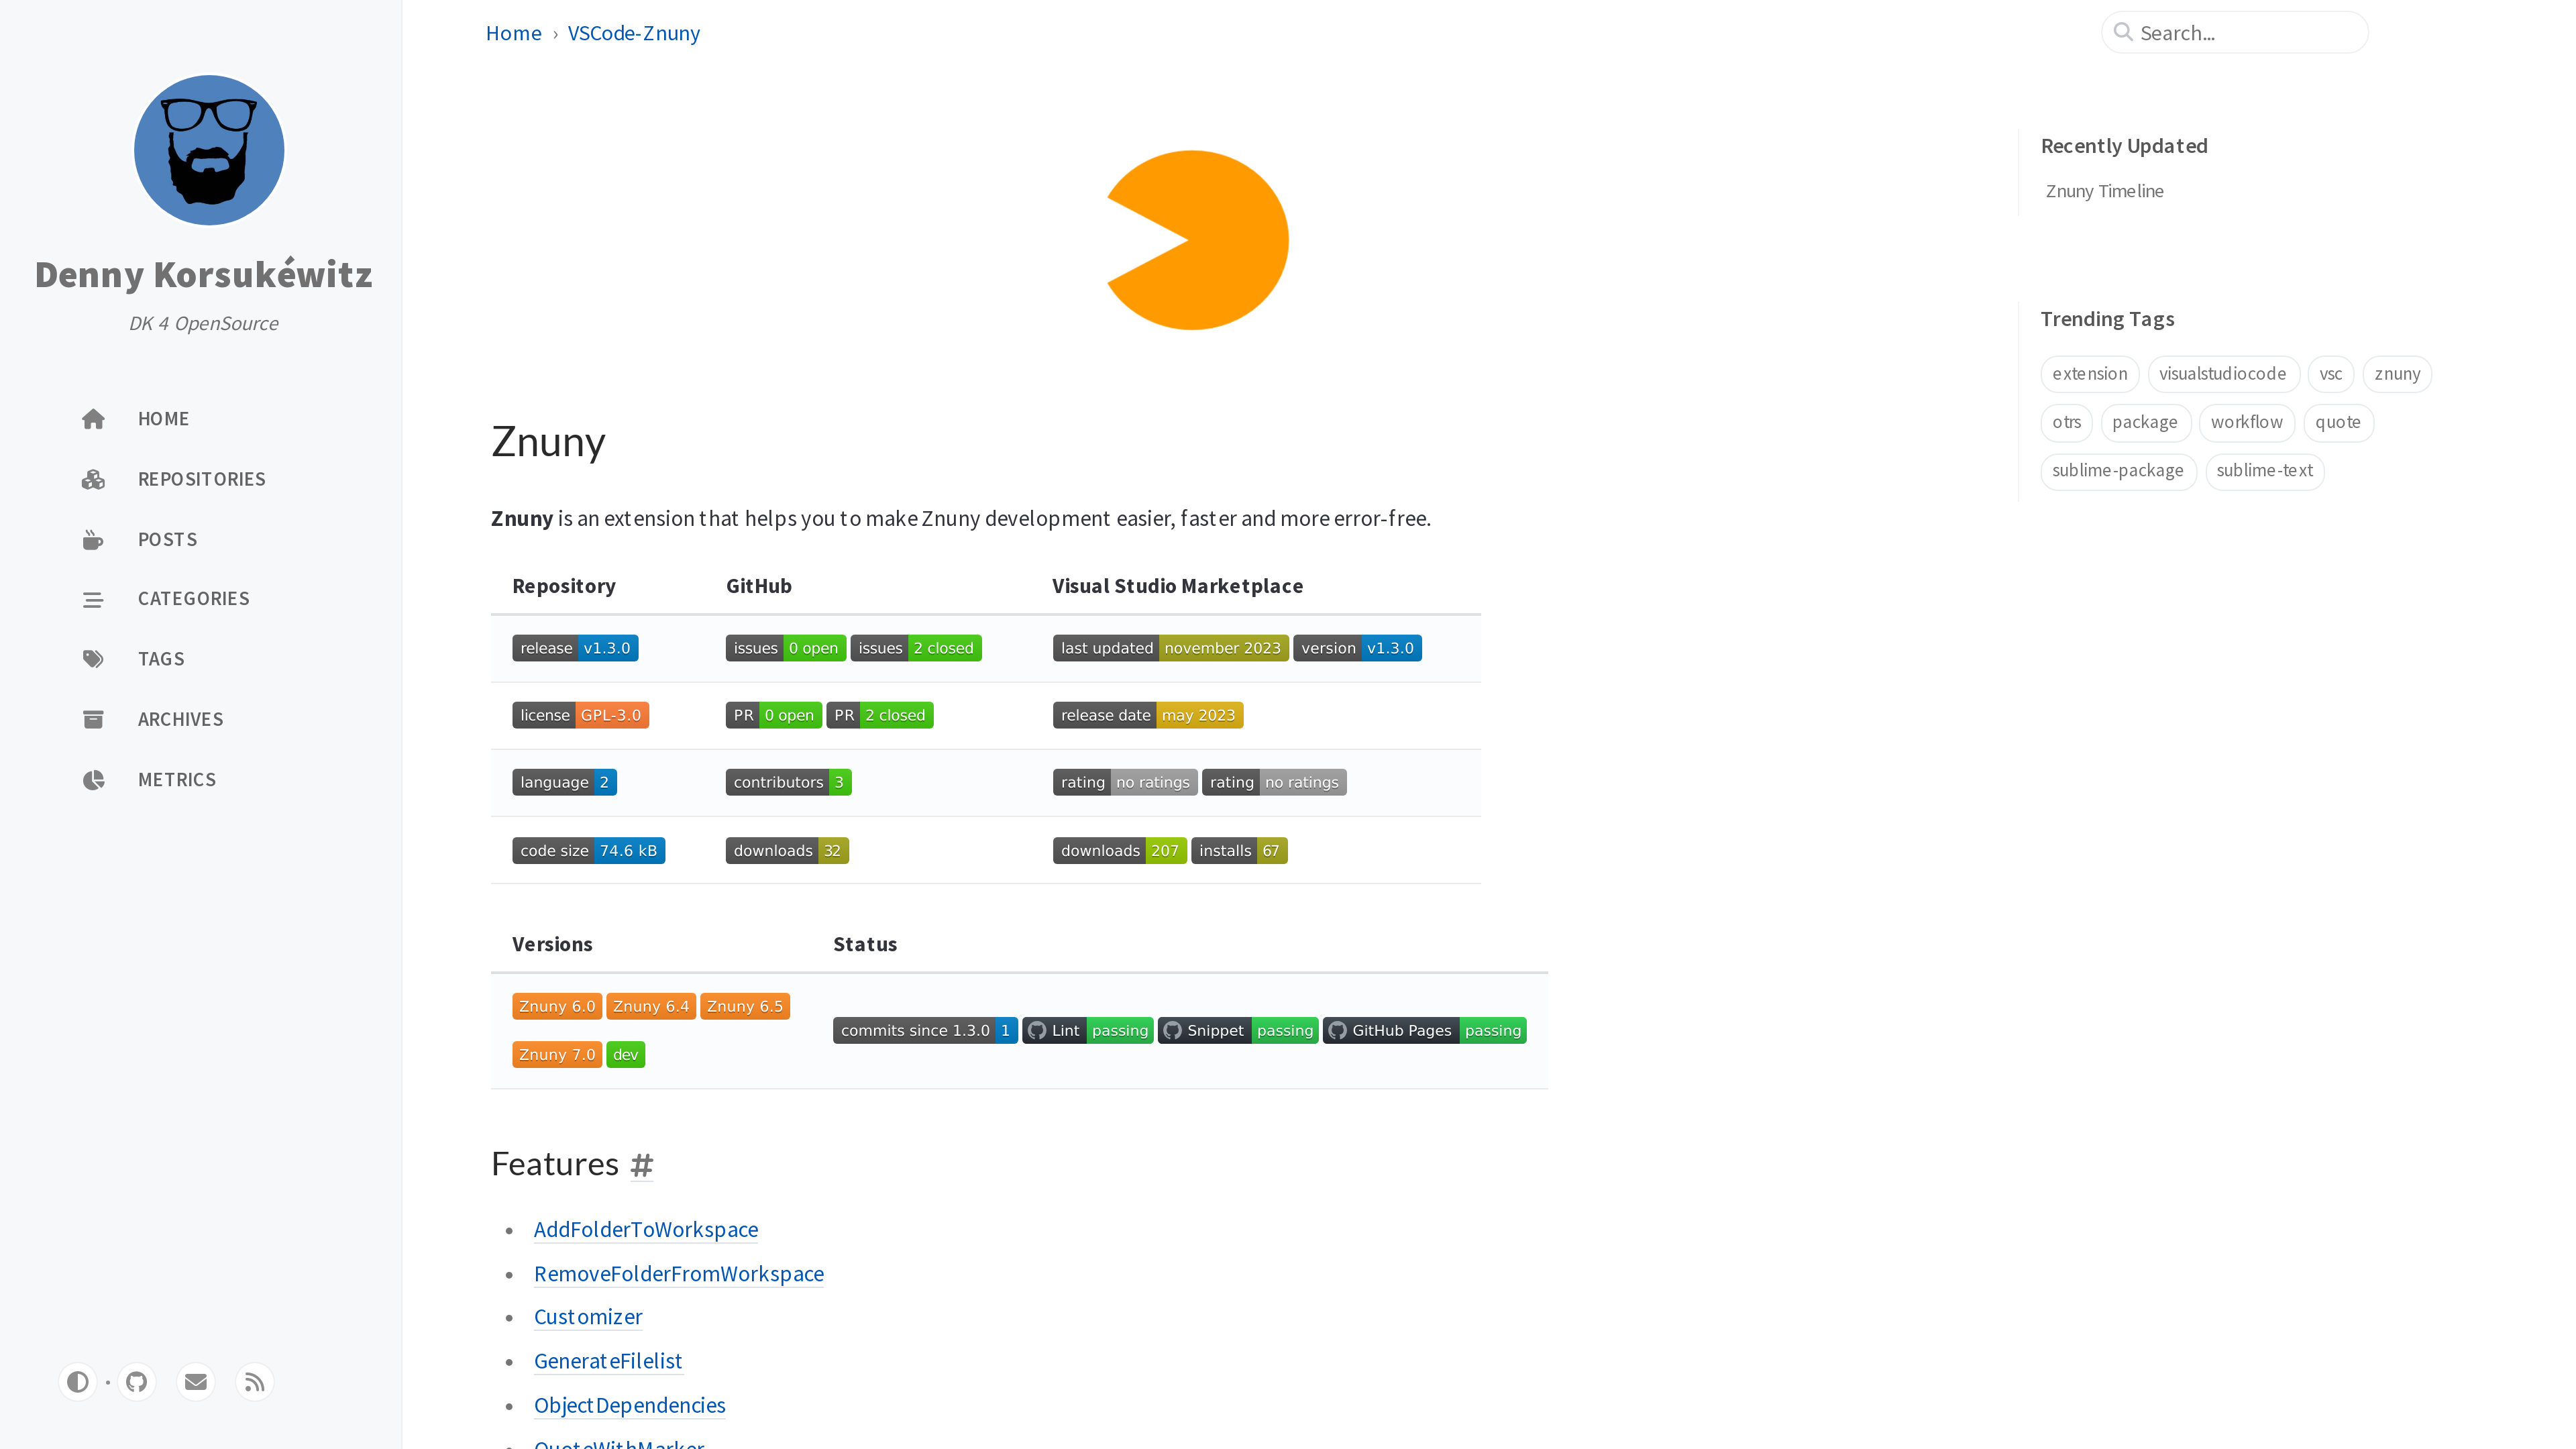 Denny Korsukéwitz
DK 4 OpenSource
HOME
REPOSITORIES
POSTS
CATEGORIES
TAGS
ARCHIVES
METRICS
Home › VSCode-Znuny
Search...
Znuny
Znuny is an extension that helps you to make Znuny development easier, faster and more error-free.
Repository GitHub Visual Studio Marketplace
release v1.3.0 issues 0 open issues 2 closed last updated november 2023 version v1.3.0
license GPL-3.0 PR 0 open PR 2 closed release date may 2023
language 2 contributors 3 rating no ratings rating no ratings
code size 74.6 kB downloads 32 downloads 207 installs 67
Versions Status
Znuny 6.0 Znuny 6.4 Znuny 6.5
Znuny 7.0 dev
commits since 1.3.0 1 Lint passing Snippet passing GitHub Pages passing
Features #
AddFolderToWorkspace
RemoveFolderFromWorkspace
Customizer
GenerateFilelist
ObjectDependencies
QuoteWithMarker
Recently Updated
Znuny Timeline
Trending Tags
extension visualstudiocode vsc znuny
otrs package workflow quote
sublime-package sublime-text